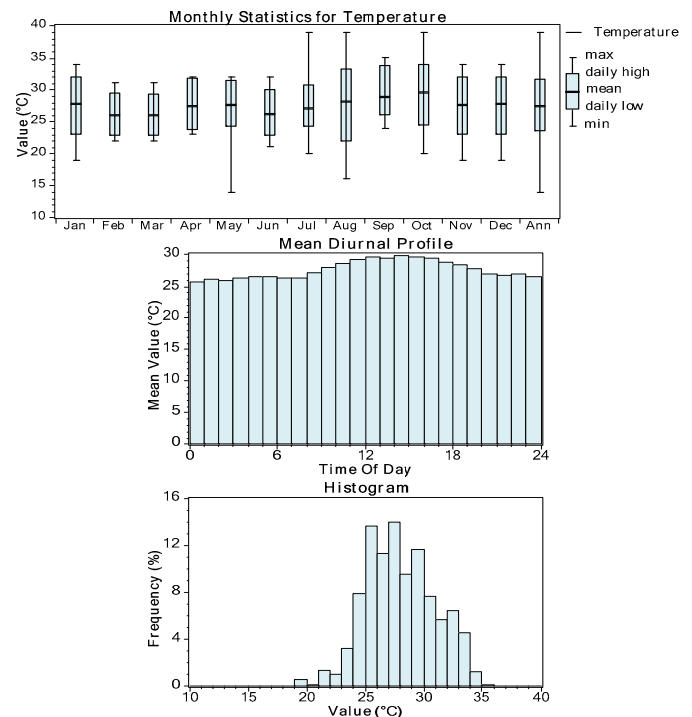 Monthly Statistics for Temperature
40
35
30
25
20
15
10
Value (°C)
Jan Feb Mar Apr May Jun Jul Aug Sep Oct Nov Dec Ann
Temperature
max
daily high
mean
daily low
min
Mean Diurnal Profile
30
25
20
15
10
5
0
Mean Value (°C)
0 6 12 18 24
Time Of Day
Histogram
16
12
8
4
0
Frequency (%)
10 15 20 25 30 35 40
Value (°C)